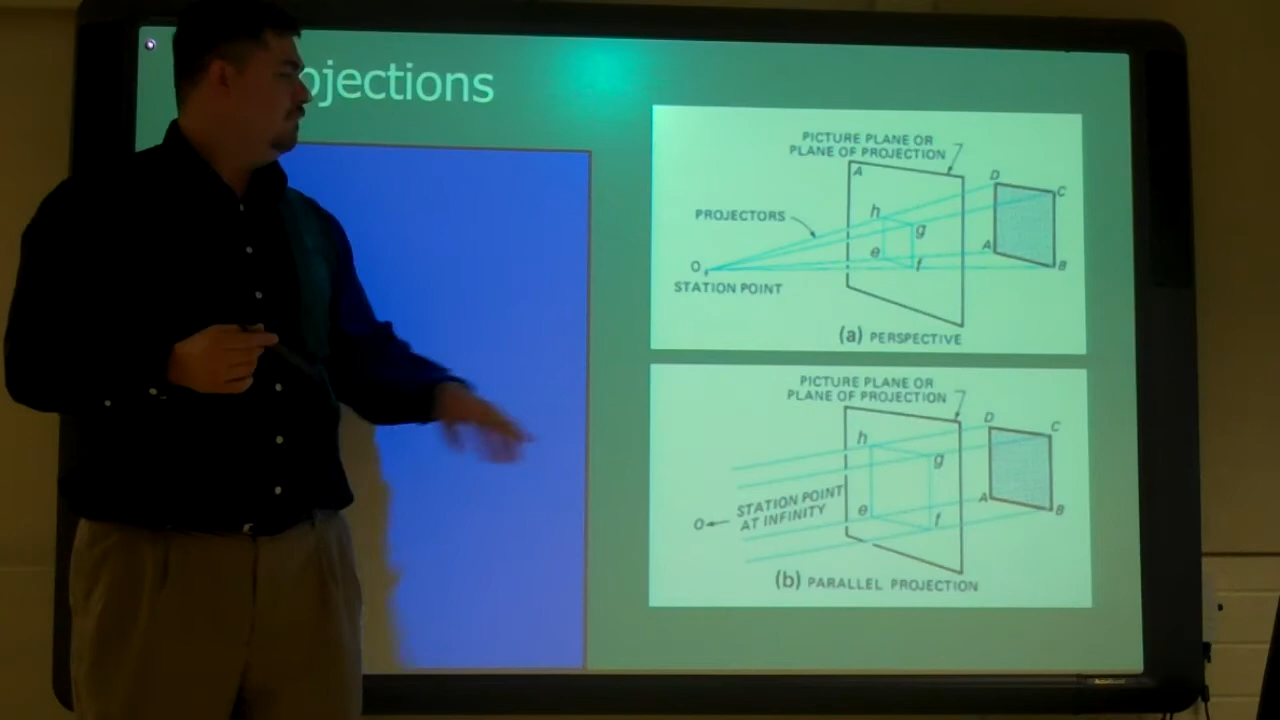 ojections
PICTURE PLANE OR
PLANE OF PROJECTION
A
D
C
PROJECTORS
h
g
e
f
A
B
O
STATION POINT
(a) PERSPECTIVE
PICTURE PLANE OR
PLANE OF PROJECTION
D
C
h
g
STATION POINT
AT INFINITY
O
e
f
A
B
(b) PARALLEL PROJECTION